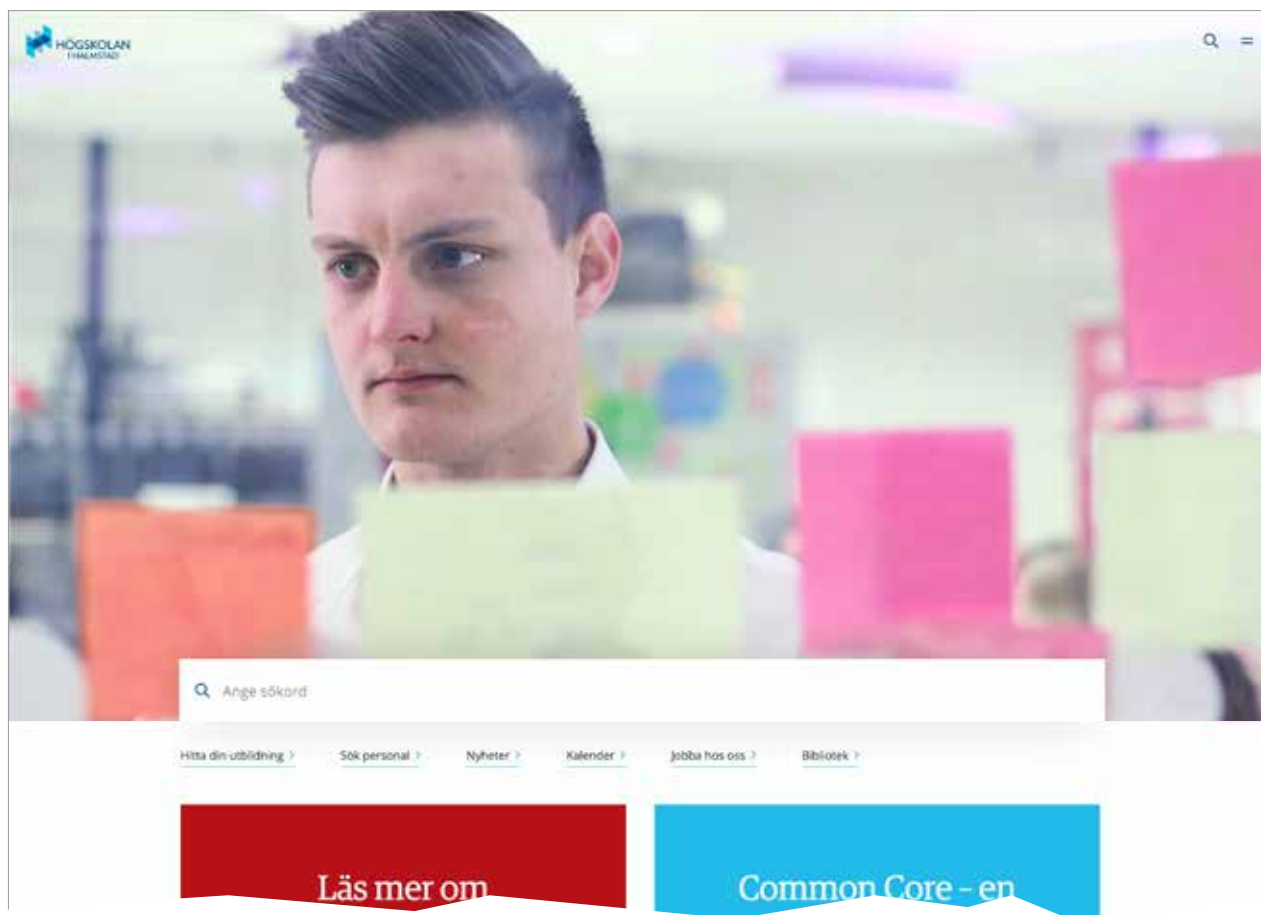 HÖGSKOLAN
I HALMSTAD
Ange sökord
Hitta din utbildning
Sök personal
Nyheter
Kalender
Jobba hos oss
Bibliotek
Läs mer om
Common Core – en